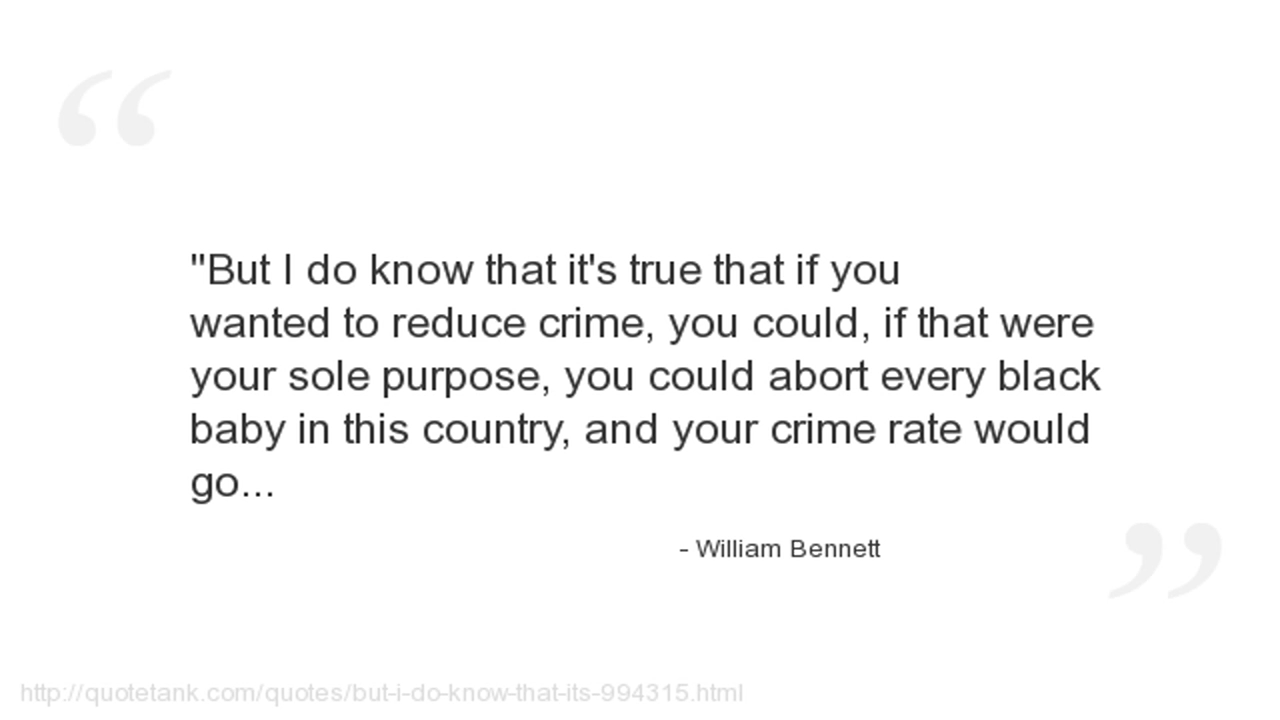 "But I do know that it's true that if you
wanted to reduce crime, you could, if that were
your sole purpose, you could abort every black
baby in this country, and your crime rate would
go...
- William Bennett
http://quotetank.com/quotes/but-i-do-know-that-its-994315.html